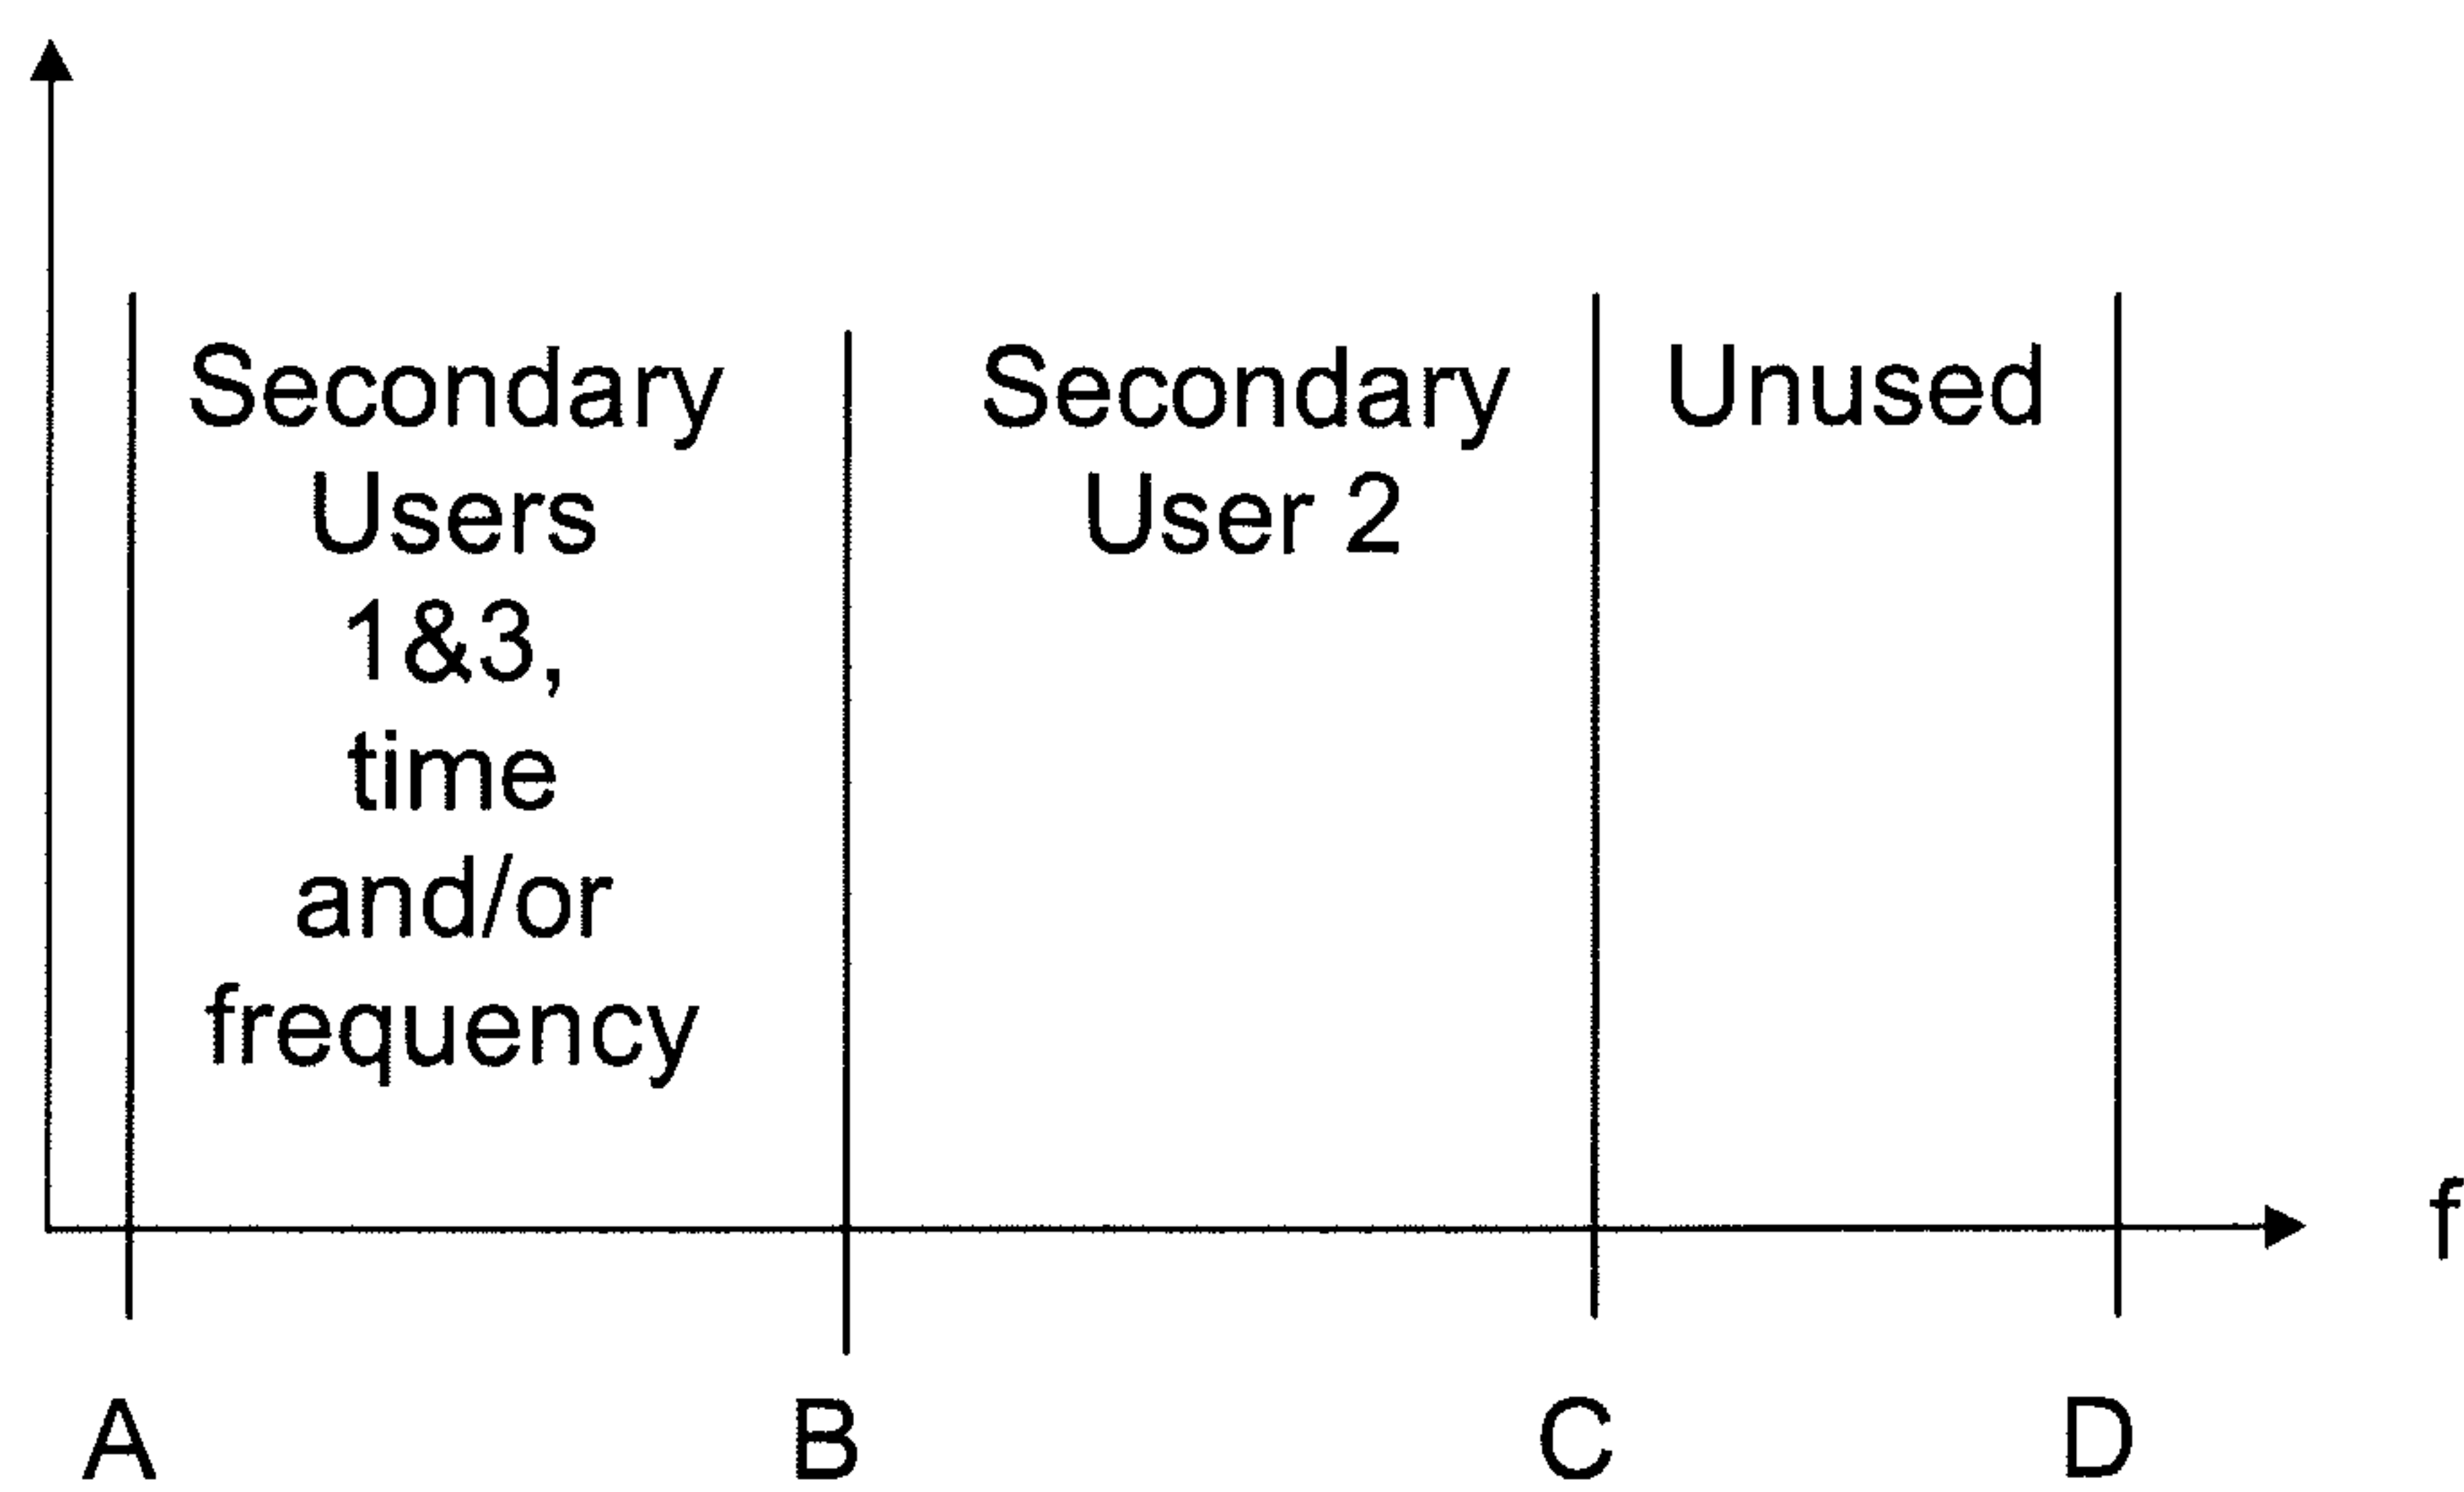 Secondary
Users
1&3,
time
and/or
frequency
Secondary
User 2
Unused
f
A
B
C
D